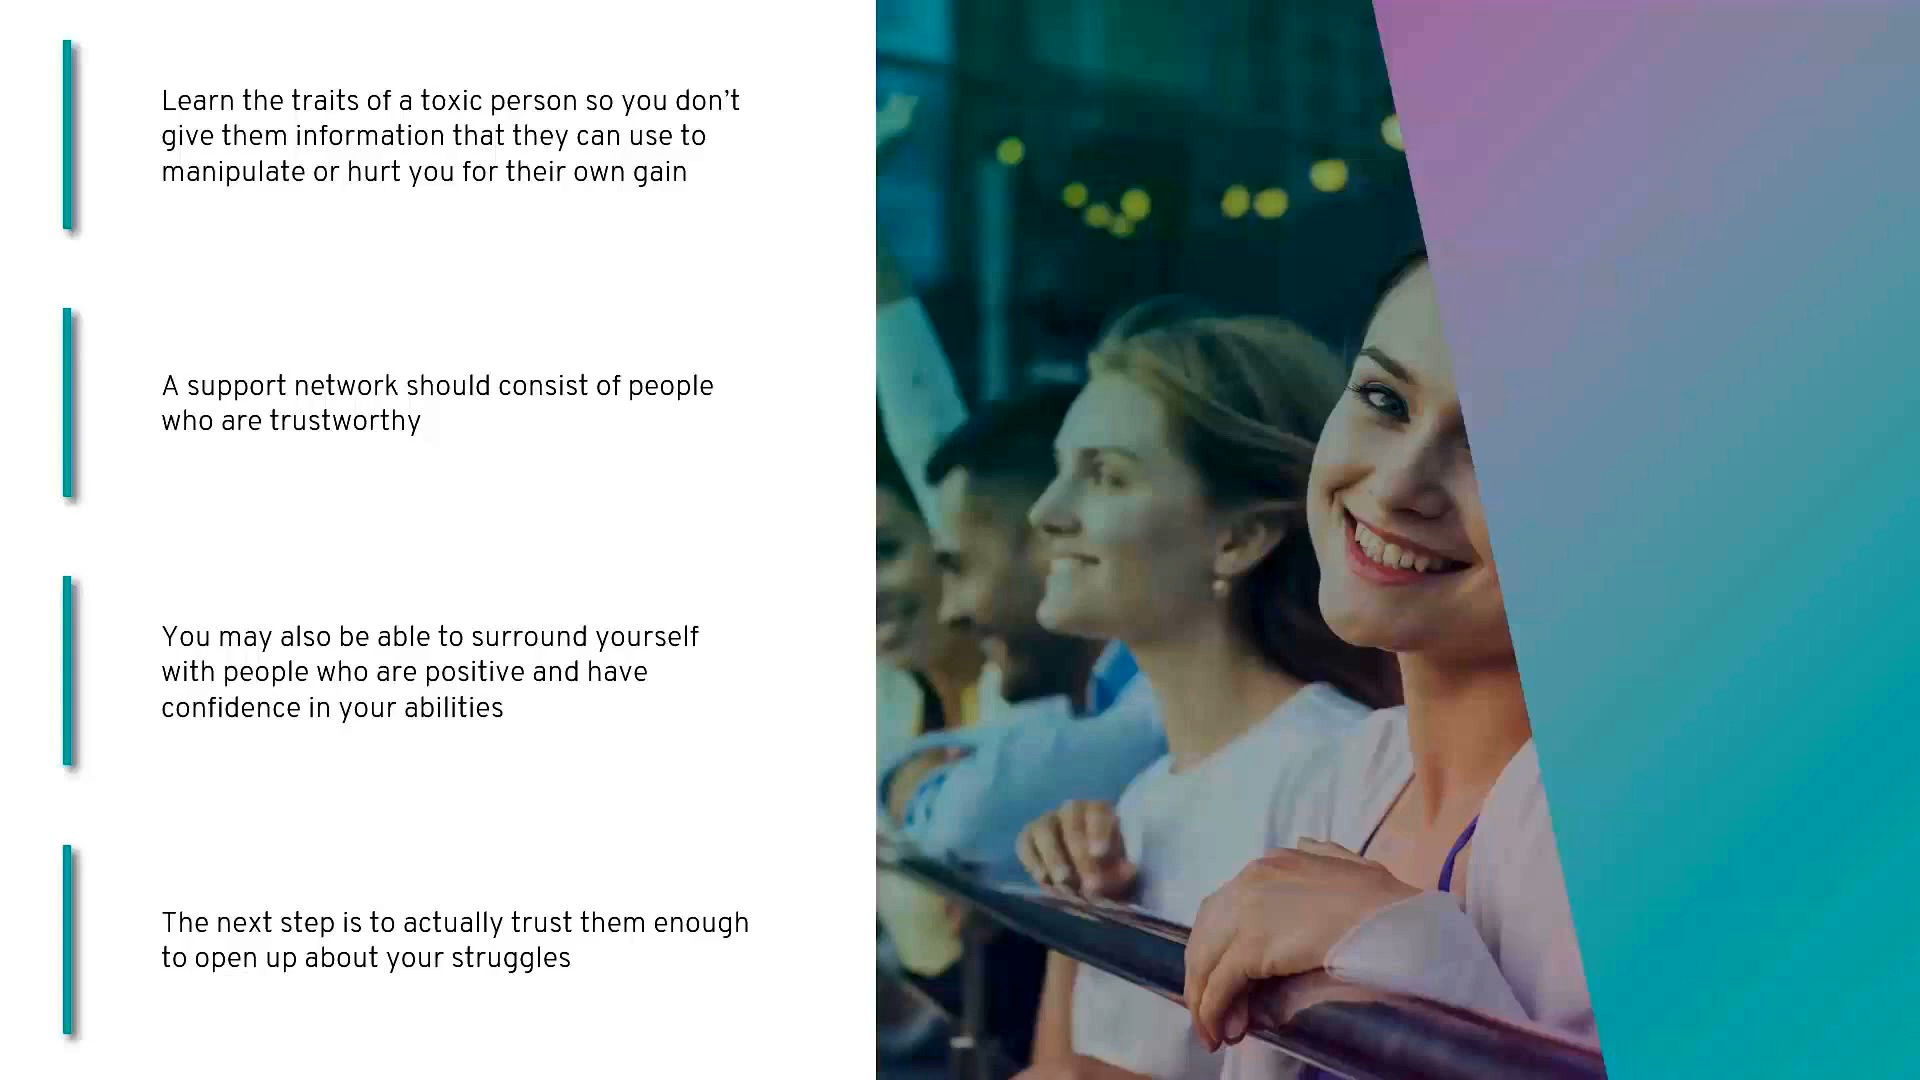 Learn the traits of a toxic person so you don’t
give them information that they can use to
manipulate or hurt you for their own gain
A support network should consist of people
who are trustworthy
You may also be able to surround yourself
with people who are positive and have
confidence in your abilities
The next step is to actually trust them enough
to open up about your struggles